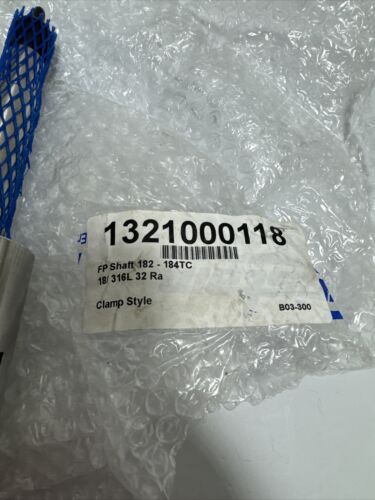 1321000118
FP Shaft 182 - 184TC
18/ 316L 32 Ra
Clamp Style
B03-300